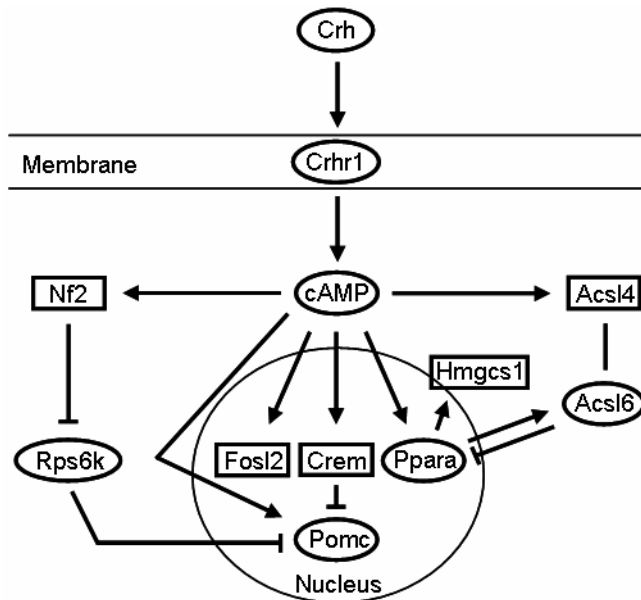 Crh
Membrane
Crhr1
Nf2
cAMP
Acsl4
Hmgcs1
Acsl6
Rps6k
Fosl2
Crem
Ppara
Pomc
Nucleus